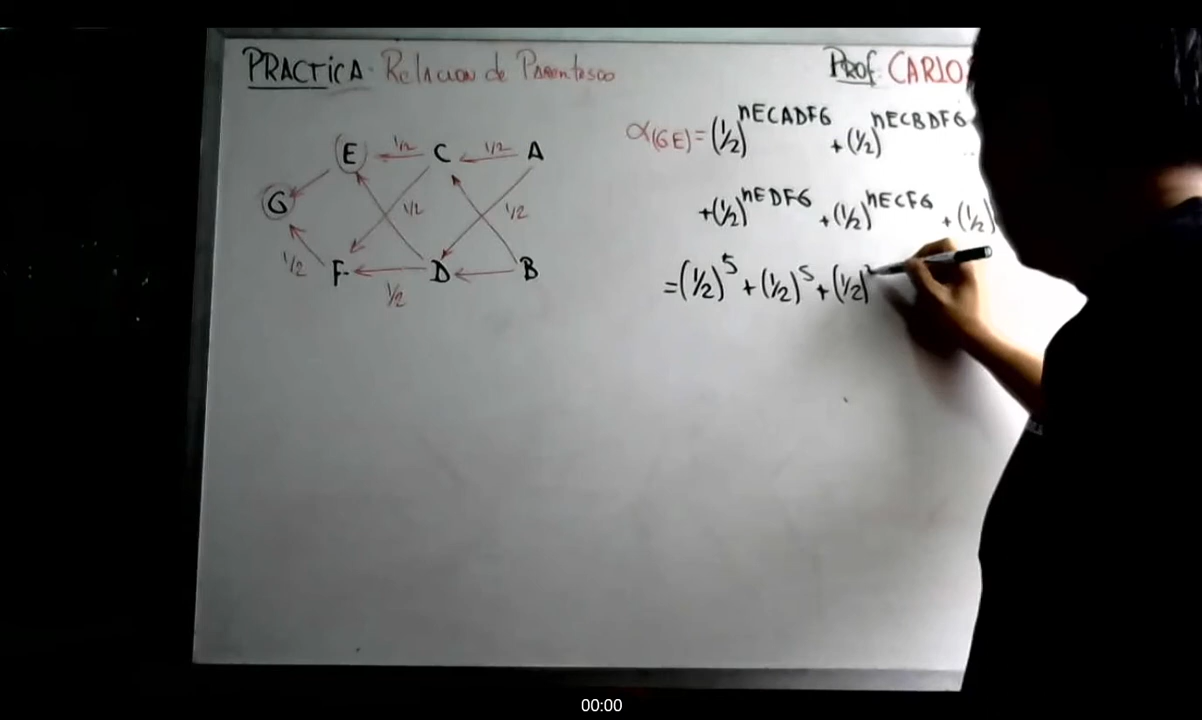 PRACTICA: Relacion de Parentesco
Prof. CARLO
E 1/2 C 1/2 A
G 1/2 1/2
1/2 F D B
1/2
α(GE) = (1/2)^nECADFG + (1/2)^nECBDFG
+ (1/2)^nEDFG + (1/2)^nECFG + (1/2)
= (1/2)^5 + (1/2)^5 + (1/2)
00:00